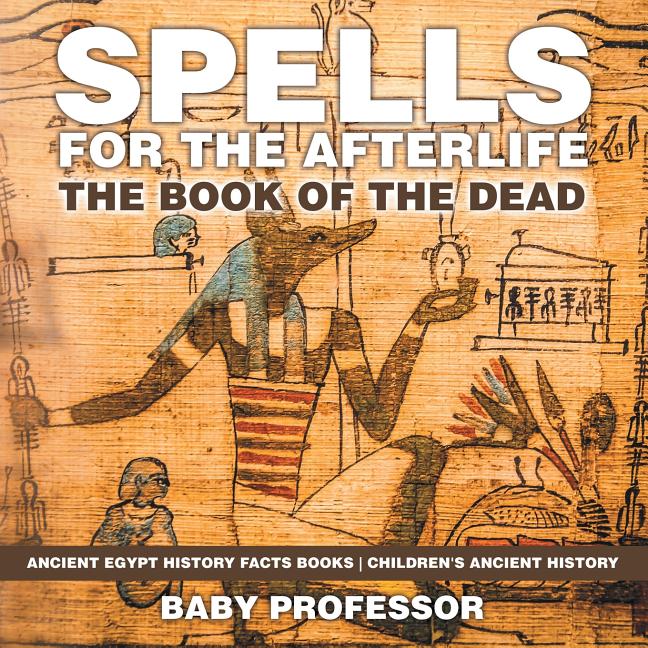 SPELLS
FOR THE AFTERLIFE
THE BOOK OF THE DEAD
ANCIENT EGYPT HISTORY FACTS BOOKS | CHILDREN'S ANCIENT HISTORY
BABY PROFESSOR